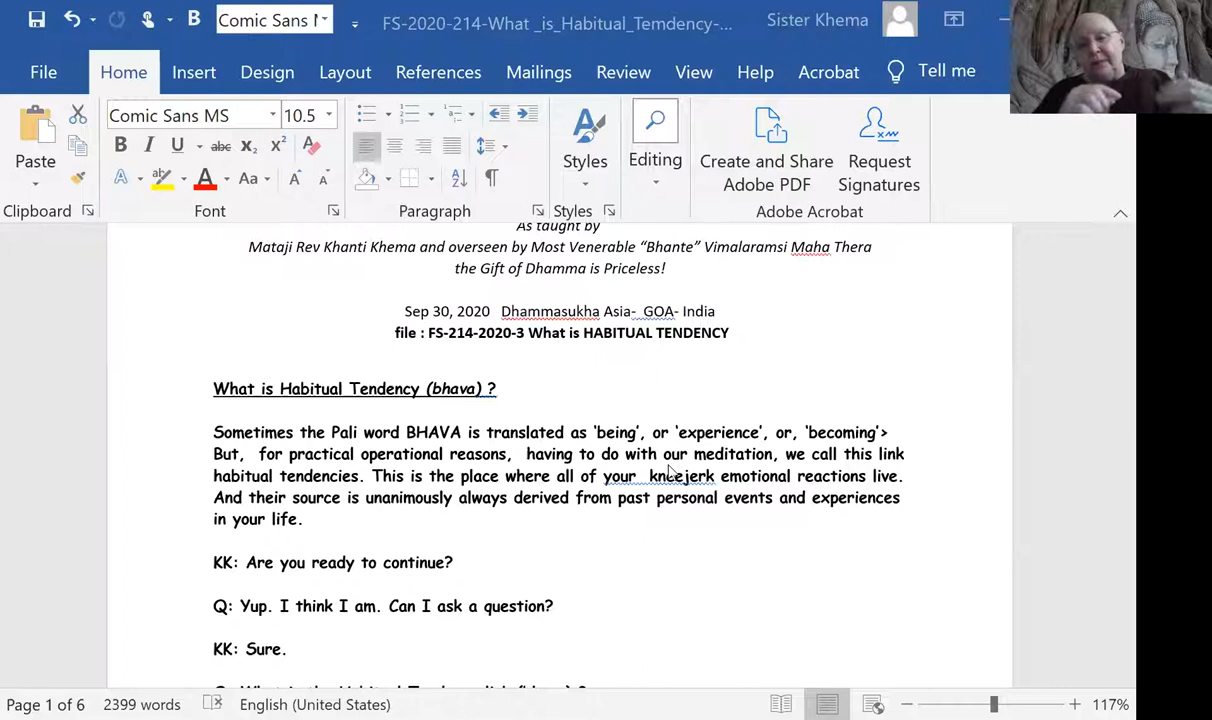 B Comic Sans M FS-2020-214-What _is_Habitual_Temdency-... Sister Khema
File Home Insert Design Layout References Mailings Review View Help Acrobat Tell me
Comic Sans MS 10.5
Paste B I U abc x₂ x² Styles Editing Create and Share Adobe PDF Request Signatures
A ab A Aa A A
Clipboard Font Paragraph Styles Adobe Acrobat
As taught by
Mataji Rev Khanti Khema and overseen by Most Venerable “Bhante” Vimalaramsi Maha Thera
the Gift of Dhamma is Priceless!
Sep 30, 2020 Dhammasukha Asia- GOA- India
file : FS-214-2020-3 What is HABITUAL TENDENCY
What is Habitual Tendency (bhava) ?
Sometimes the Pali word BHAVA is translated as ‘being’, or ‘experience’, or, ‘becoming’>
But, for practical operational reasons, having to do with our meditation, we call this link
habitual tendencies. This is the place where all of your kneejerk emotional reactions live.
And their source is unanimously always derived from past personal events and experiences
in your life.
KK: Are you ready to continue?
Q: Yup. I think I am. Can I ask a question?
KK: Sure.
Page 1 of 6 2399 words English (United States) 117%